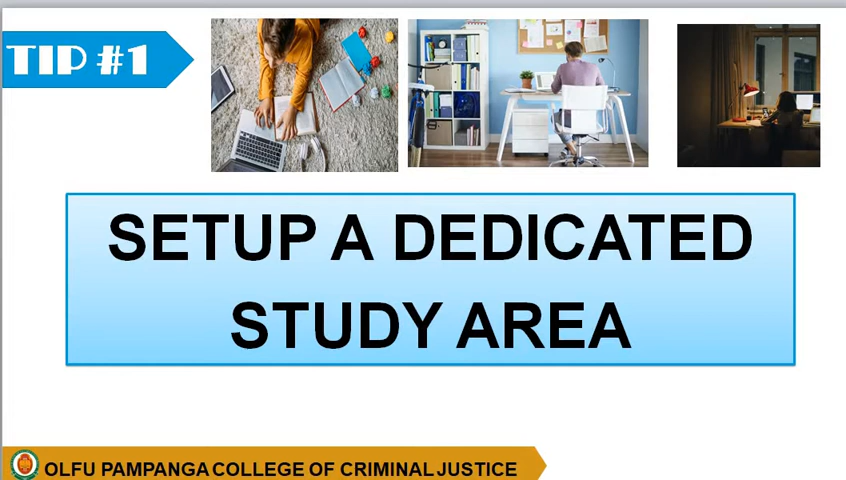 TIP #1
SETUP A DEDICATED
STUDY AREA
OLFU PAMPANGA COLLEGE OF CRIMINAL JUSTICE